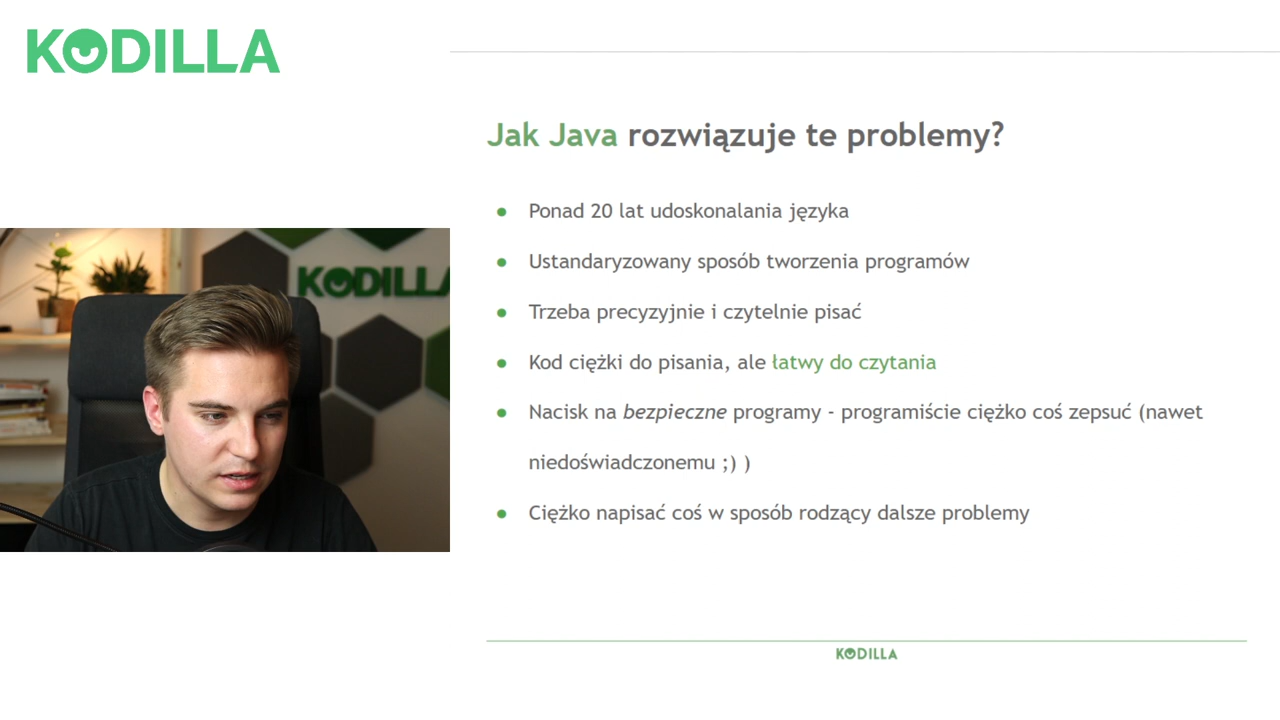 KODILLA
Jak Java rozwiązuje te problemy?
Ponad 20 lat udoskonalania języka
Ustandaryzowany sposób tworzenia programów
Trzeba precyzyjnie i czytelnie pisać
KODILLA
Kod ciężki do pisania, ale łatwy do czytania
Nacisk na bezpieczne programy - programiście ciężko coś zepsuć (nawet
niedoświadczonemu ;) )
Ciężko napisać coś w sposób rodzący dalsze problemy
KODILLA